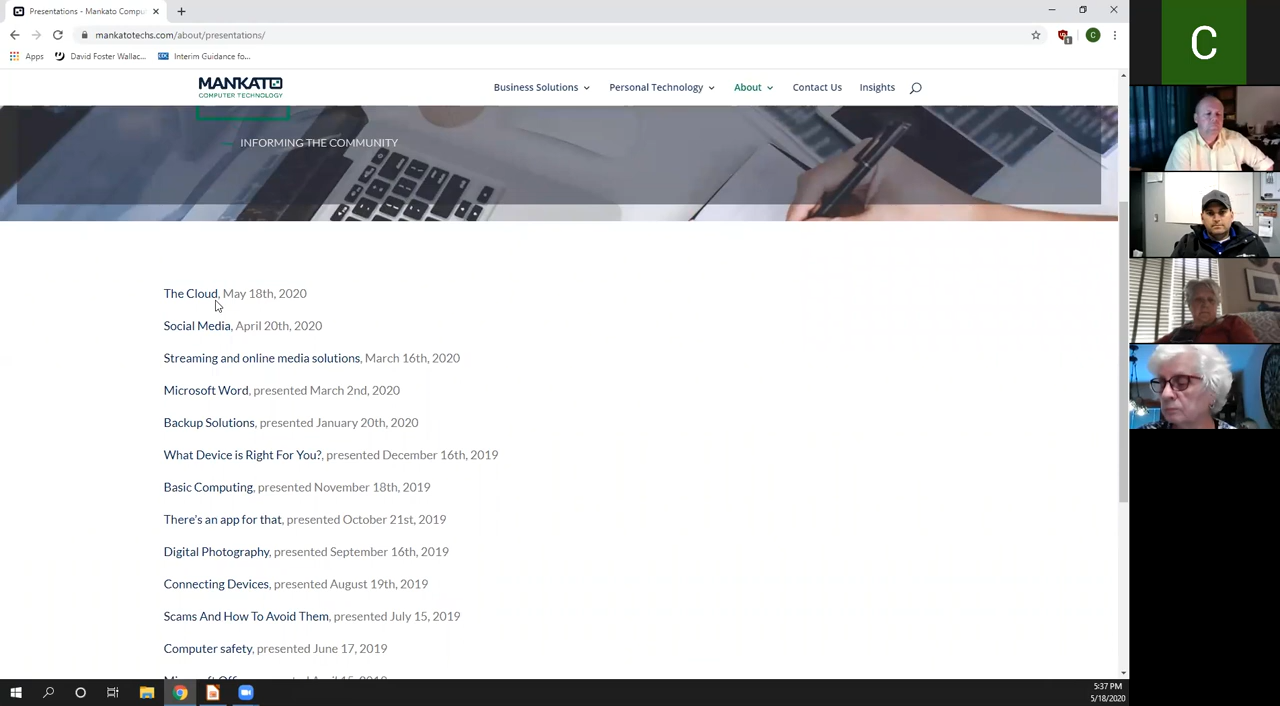 Presentations - Mankato Compu
mankatotechs.com/about/presentations/
Apps
David Foster Wallac...
Interim Guidance fo...
1
C
MANKATO
COMPUTER TECHNOLOGY
Business Solutions
Personal Technology
About
Contact Us
Insights
C
INFORMING THE COMMUNITY
The Cloud, May 18th, 2020
Social Media, April 20th, 2020
Streaming and online media solutions, March 16th, 2020
Microsoft Word, presented March 2nd, 2020
Backup Solutions, presented January 20th, 2020
What Device is Right For You?, presented December 16th, 2019
Basic Computing, presented November 18th, 2019
There's an app for that, presented October 21st, 2019
Digital Photography, presented September 16th, 2019
Connecting Devices, presented August 19th, 2019
Scams And How To Avoid Them, presented July 15, 2019
Computer safety, presented June 17, 2019
5:37 PM
5/18/2020